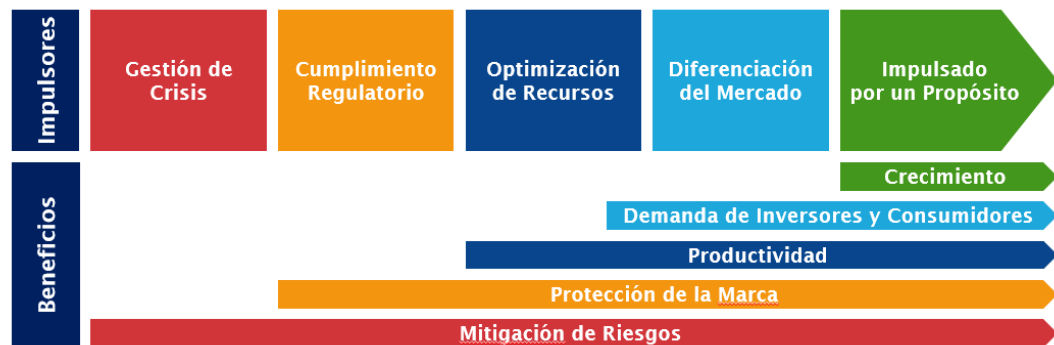 Impulsores
Gestión de
Crisis
Cumplimiento
Regulatorio
Optimización
de Recursos
Diferenciación
del Mercado
Impulsado
por un Propósito
Beneficios
Crecimiento
Demanda de Inversores y Consumidores
Productividad
Protección de la Marca
Mitigación de Riesgos